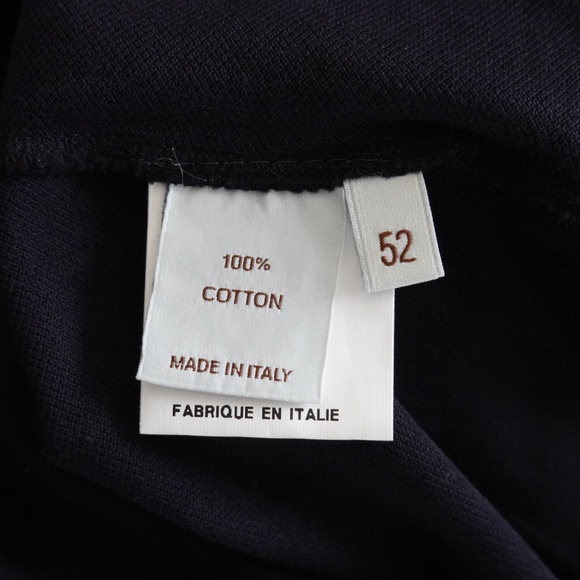 100%
COTTON
MADE IN ITALY
52
FABRIQUE EN ITALIE